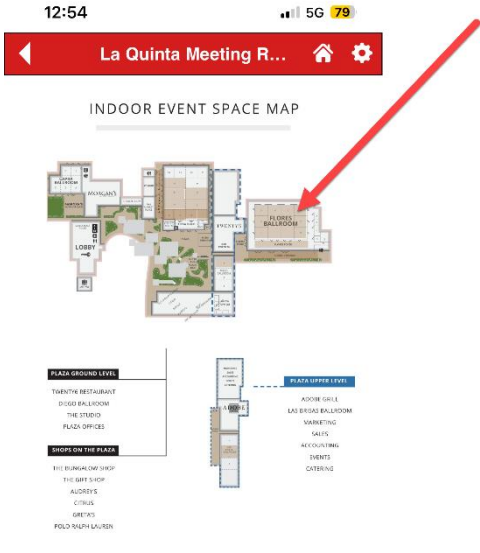 12:54
5G 79
La Quinta Meeting R...
INDOOR EVENT SPACE MAP
MORGAN'S
LOBBY
TWENTY6
FLORES
BALLROOM
PLAZA GROUND LEVEL
TWENTY6 RESTAURANT
DIEGO BALLROOM
THE STUDIO
PLAZA OFFICES
SHOPS ON THE PLAZA
THE BUNGALOW SHOP
THE GIFT SHOP
AUDREYS
CITRUS
GRETA'S
POLO RALPH LAUREN
ADOBE
PLAZA UPPER LEVEL
ADOBE GRILL
LAS BRISAS BALLROOM
MARKETING
SALES
ACCOUNTING
EVENTS
CATERING